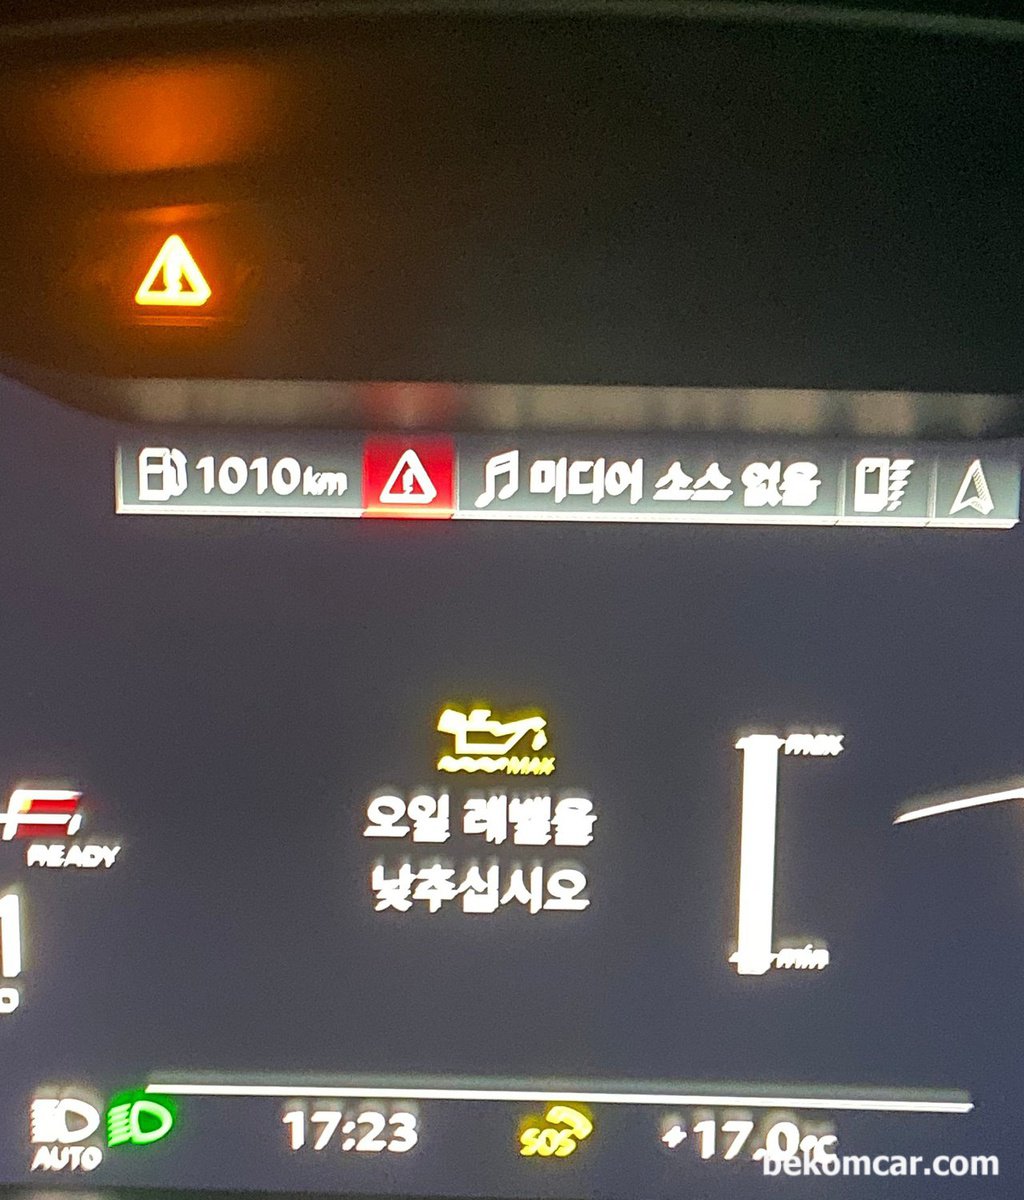 1010km
미디어 소스 없음
MAX
max
오일 레벨을
낮추십시오
READY
min
AUTO
17:23
SOS
+17.0°C
bekomcar.com